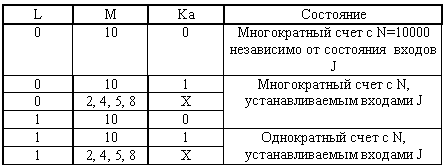 L M Ka Состояние
0 10 0 Многократный счет с N=10000
независимо от состояния входов
J
0 10 1 Многократный счет с N,
0 2, 4, 5, 8 X устанавливаемым входами J
1 10 0
1 10 1 Однократный счет с N,
1 2, 4, 5, 8 X устанавливаемым входами J